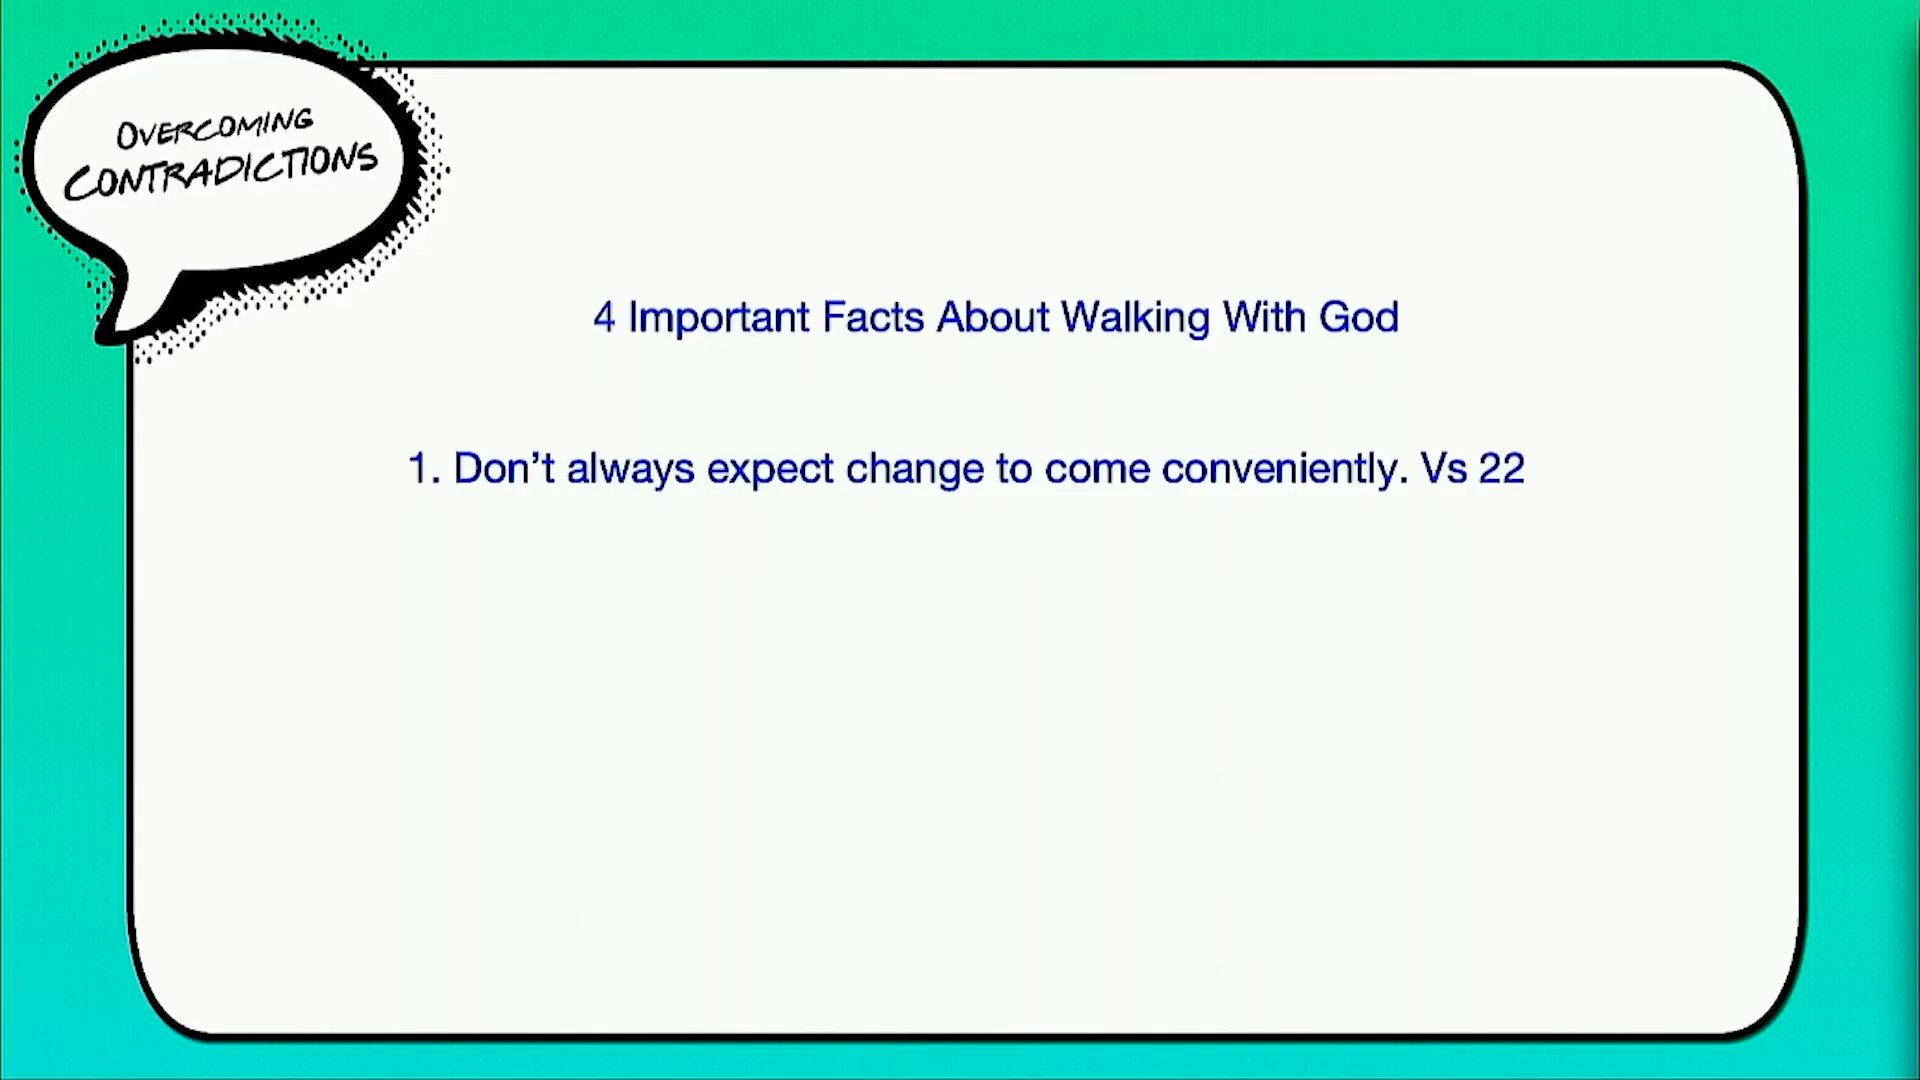 OVERCOMING
CONTRADICTIONS
4 Important Facts About Walking With God
1. Don’t always expect change to come conveniently. Vs 22